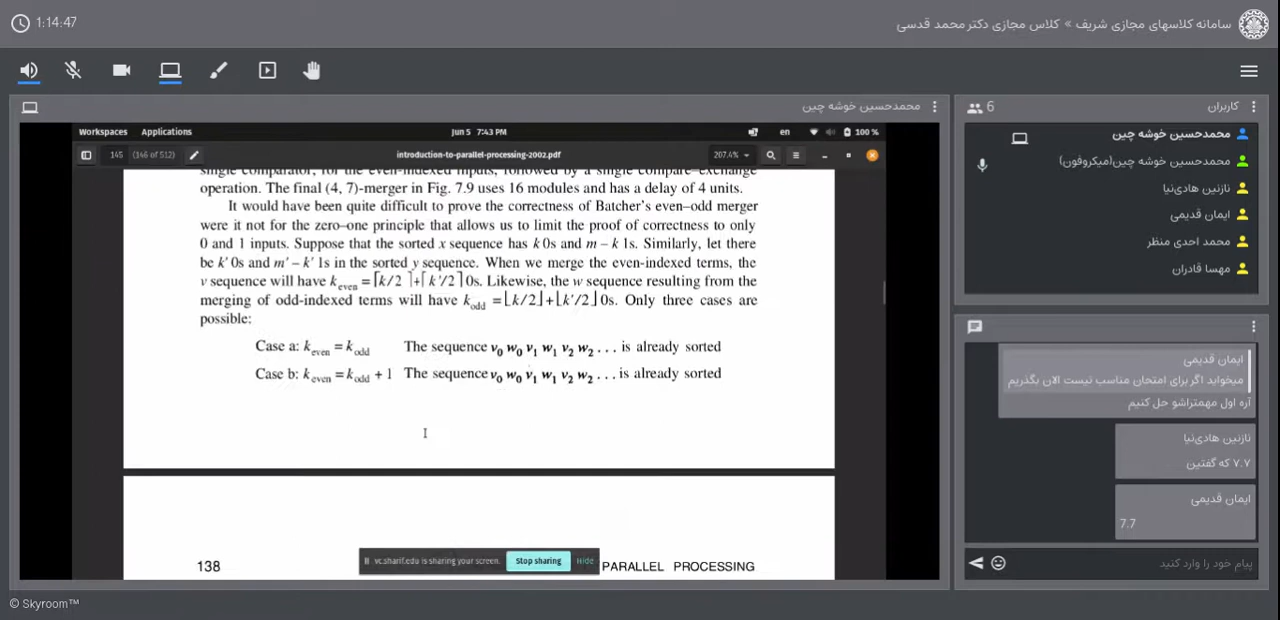 1:14:47
سامانه کلاسهای مجازی شریف » کلاس مجازی دکتر محمد قدسی
محمدحسین خوشه چین
Workspaces Applications Jun 5 7:43 PM en 100 %
145 (146 of 512) introduction-to-parallel-processing-2002.pdf 207.4%
single comparator, for the even-indexed inputs, followed by a single compare–exchange
operation. The final (4, 7)-merger in Fig. 7.9 uses 16 modules and has a delay of 4 units.
It would have been quite difficult to prove the correctness of Batcher's even–odd merger
were it not for the zero–one principle that allows us to limit the proof of correctness to only
0 and 1 inputs. Suppose that the sorted x sequence has k 0s and m – k 1s. Similarly, let there
be k' 0s and m' – k' 1s in the sorted y sequence. When we merge the even-indexed terms, the
v sequence will have k even = ⌈k/2 ⌉+⌈ k'/2⌉ 0s. Likewise, the w sequence resulting from the
merging of odd-indexed terms will have k odd = ⌊k/2⌋+⌊k'/2⌋ 0s. Only three cases are
possible:
Case a: k even = k odd The sequence v0 w0 v1 w1 v2 w2 . . . is already sorted
Case b: k even = k odd + 1 The sequence v0 w0 v1 w1 v2 w2 . . . is already sorted
138 PARALLEL PROCESSING
vc.sharif.edu is sharing your screen. Stop sharing Hide
کاربران
6
محمدحسین خوشه چین
محمدحسین خوشه چین(میکروفون)
نازنین هادی‌نیا
ایمان قدیمی
محمد احدی منظر
مهسا قادران
ایمان قدیمی
میخواید اگر برای امتحان مناسب نیست الان بگذریم
آره اول مهمتراشو حل کنیم
نازنین هادی‌نیا
۷.۷ که گفتین
ایمان قدیمی
7.7
پیام خود را وارد کنید
© Skyroom™